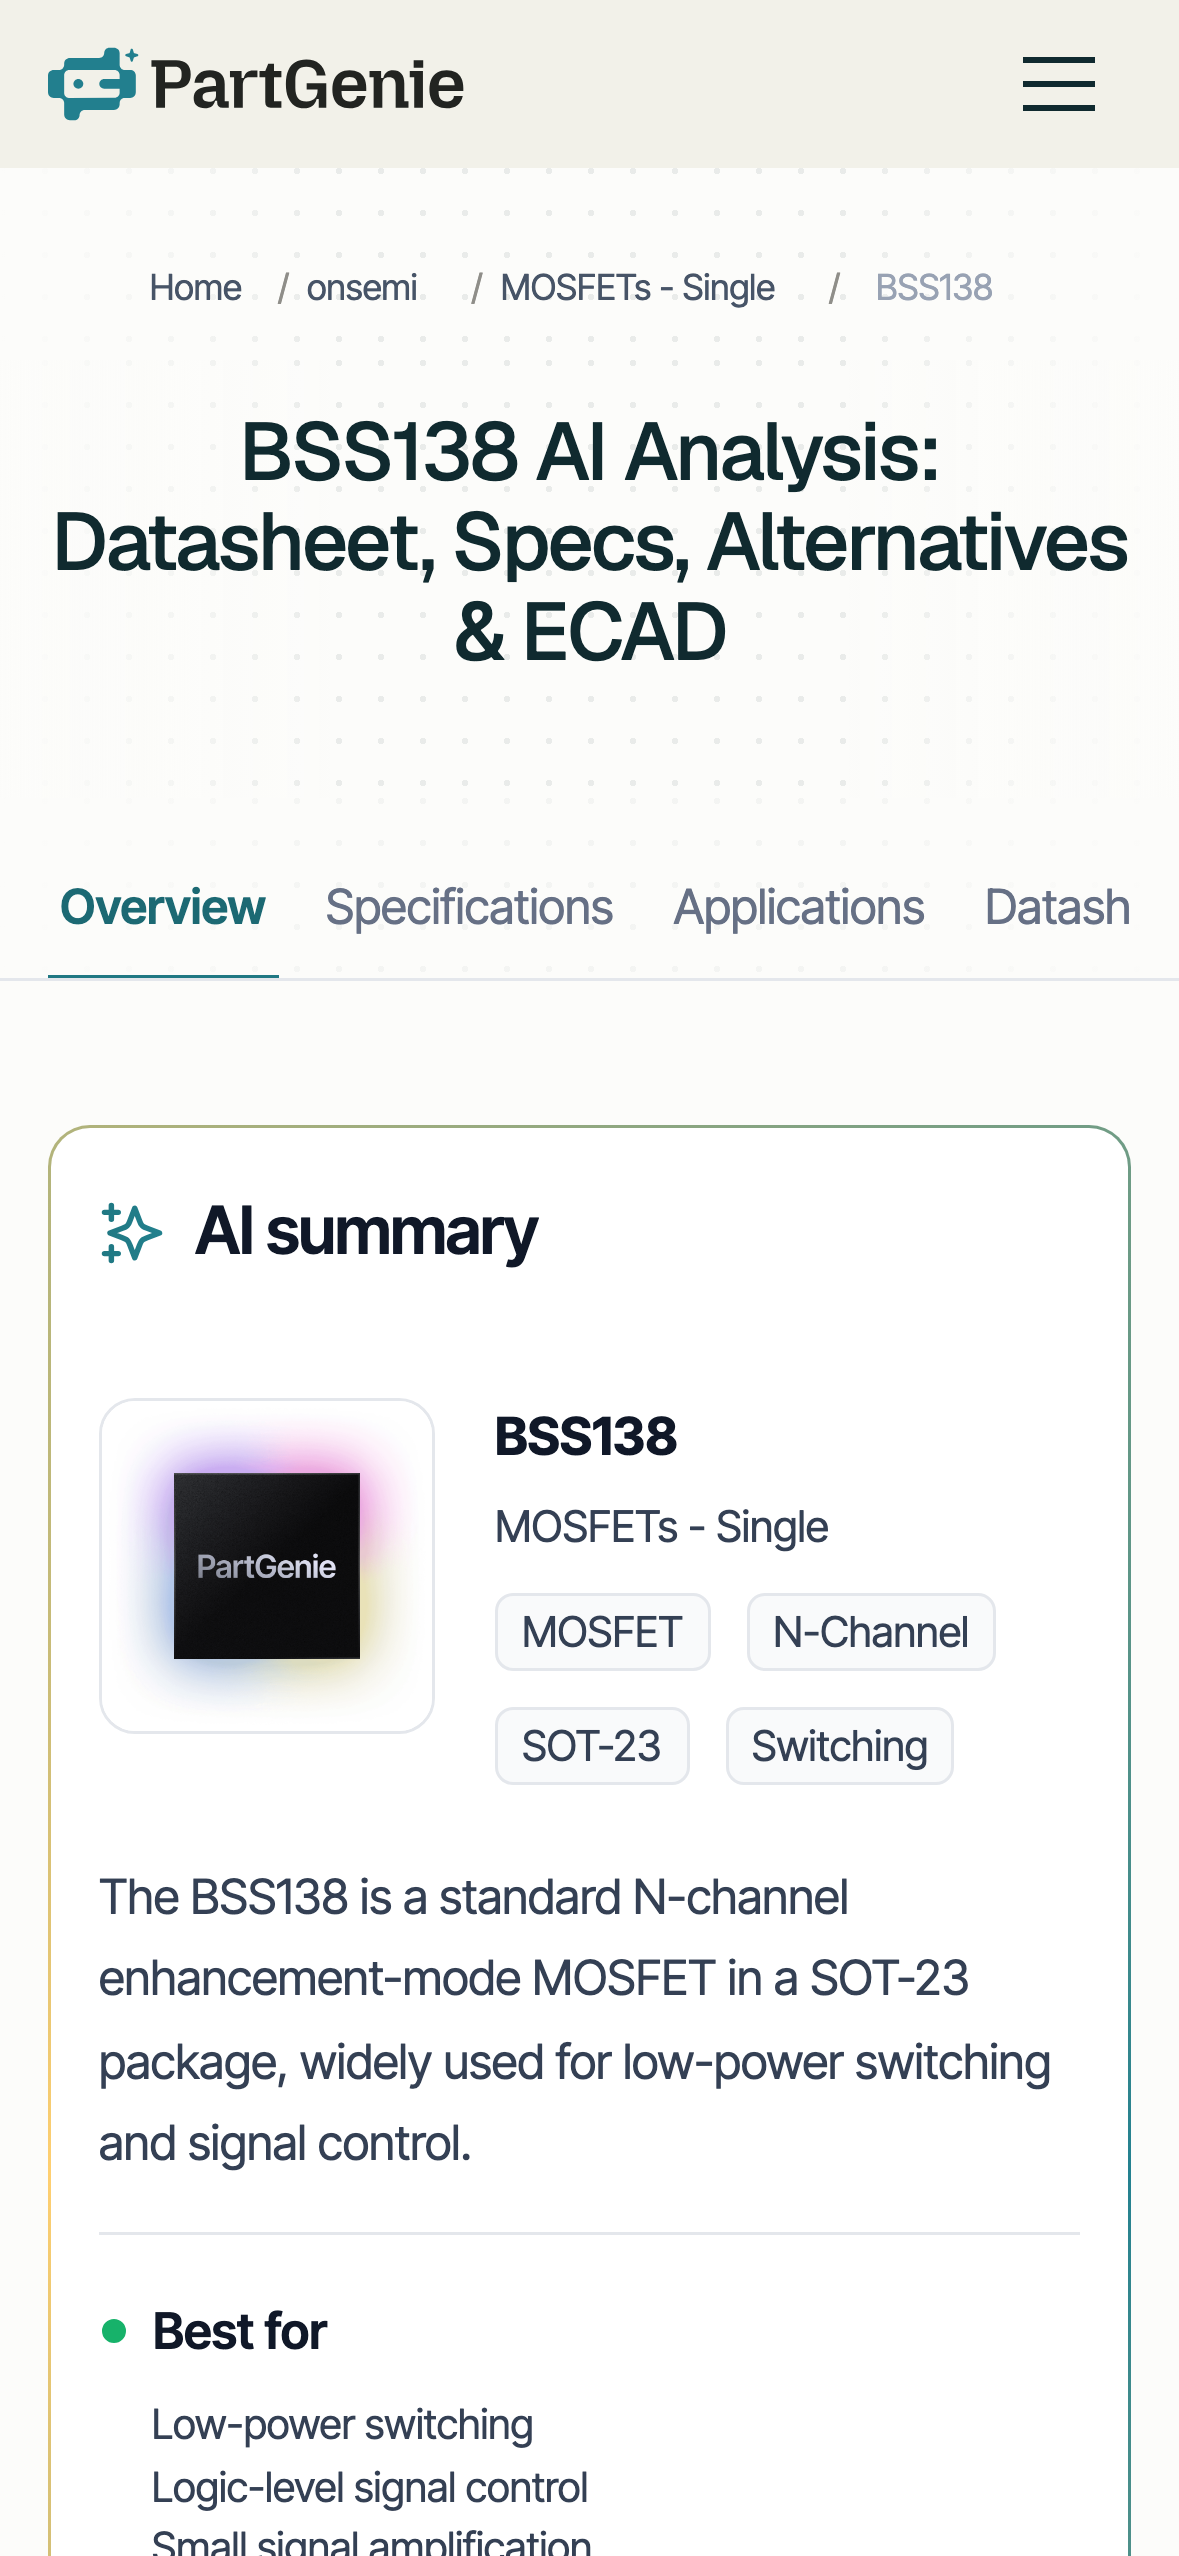 PartGenie
Home / onsemi / MOSFETs - Single / BSS138
BSS138 AI Analysis:
Datasheet, Specs, Alternatives
& ECAD
Overview Specifications Applications Datash
AI summary
PartGenie
BSS138
MOSFETs - Single
MOSFET N-Channel
SOT-23 Switching
The BSS138 is a standard N-channel
enhancement-mode MOSFET in a SOT-23
package, widely used for low-power switching
and signal control.
Best for
Low-power switching
Logic-level signal control
Small signal amplification